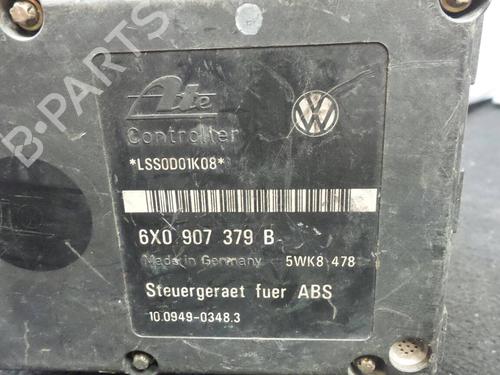 Ate
Controller
*LSS0D01K08*
6X0 907 379 B
Made in Germany 5WK8 478
Steuergeraet fuer ABS
10.0949-0348.3
B-PARTS